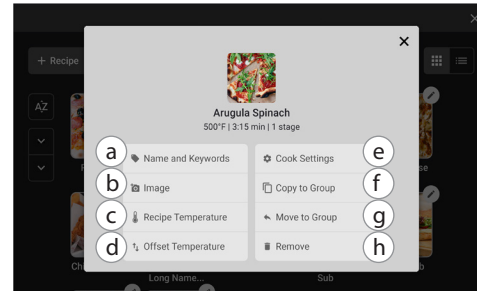 + Recipe
AZ
Arugula Spinach
500°F | 3:15 min | 1 stage
a Name and Keywords
b Image
c Recipe Temperature
d Offset Temperature
e Cook Settings
f Copy to Group
g Move to Group
h Remove
Long Name...
Sub